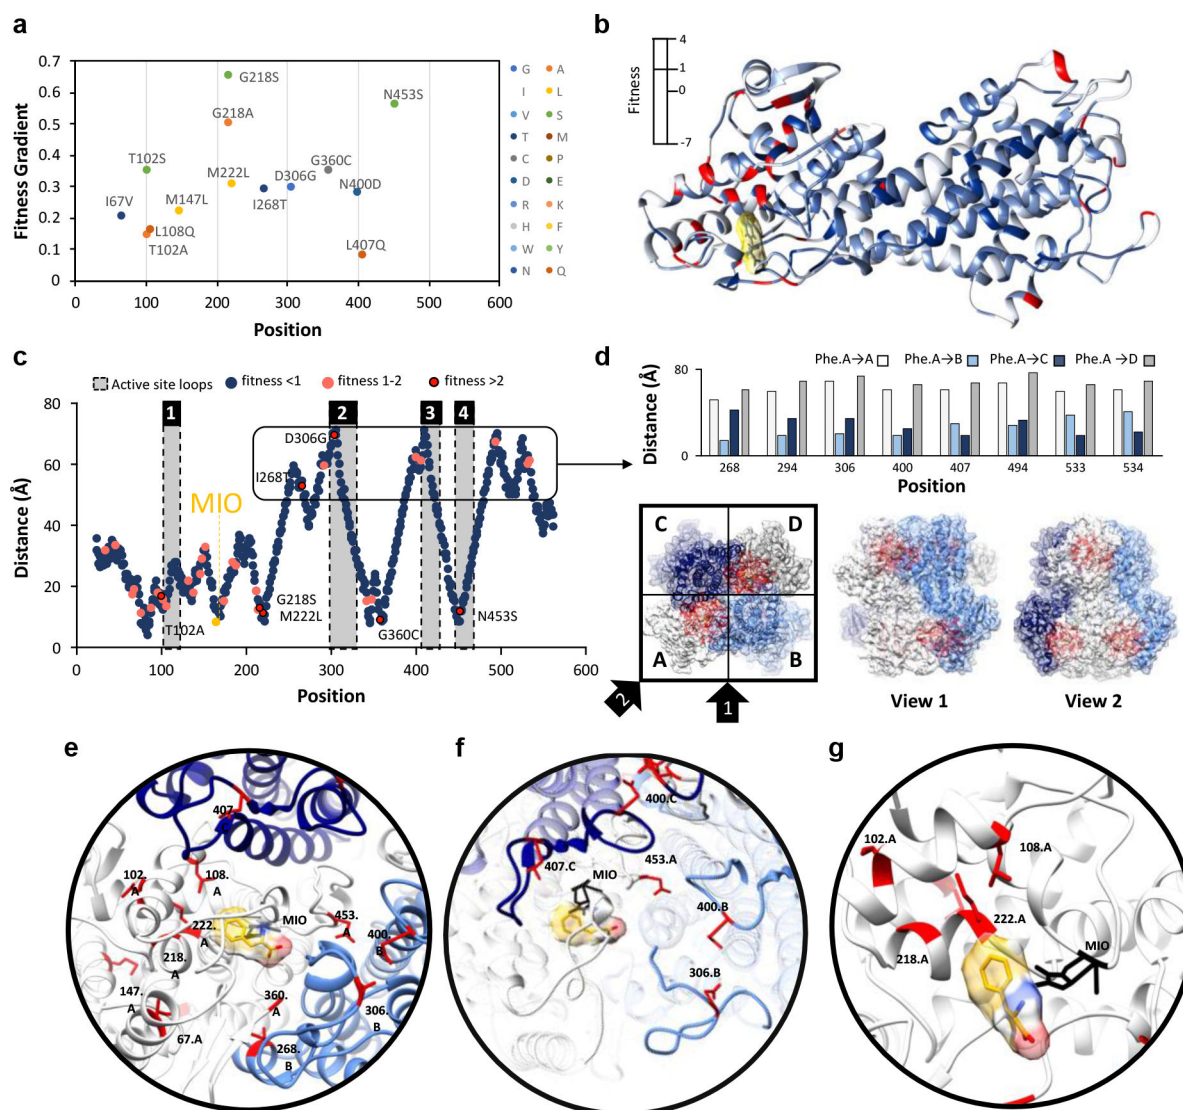 a
0.7
0.6
0.5
0.4
0.3
0.2
0.1
0
Fitness Gradient
0 100 200 300 400 500 600
Position
G218S
N453S
G218A
T102S
G360C
M222L
D306G
N400D
I67V
M147L
I268T
L108Q
T102A
L407Q
G A
I L
V S
T M
C P
D E
R K
H F
W Y
N Q
b
Fitness
4
1
0
-7
c
Active site loops fitness <1 fitness 1-2 fitness >2
80
60
40
20
0
Distance (Å)
0 100 200 300 400 500 600
Position
1 2 3 4
D306G
I268T
MIO
G218S
M222L
T102A
G360C
N453S
d
Phe.A→A Phe.A→B Phe.A→C Phe.A→D
80
0
Distance (Å)
268 294 306 400 407 494 533 534
Position
C D
A B
2 1
View 1 View 2
e
407.
108.
A
102.
A
222.
A
MIO
453.
A
400.
B
218.
A
147.
A
360.
A
306.
B
67.A
268.
B
f
400.C
407.C
453.A
MIO
400.B
306.B
g
102.A
108.A
222.A
MIO
218.A